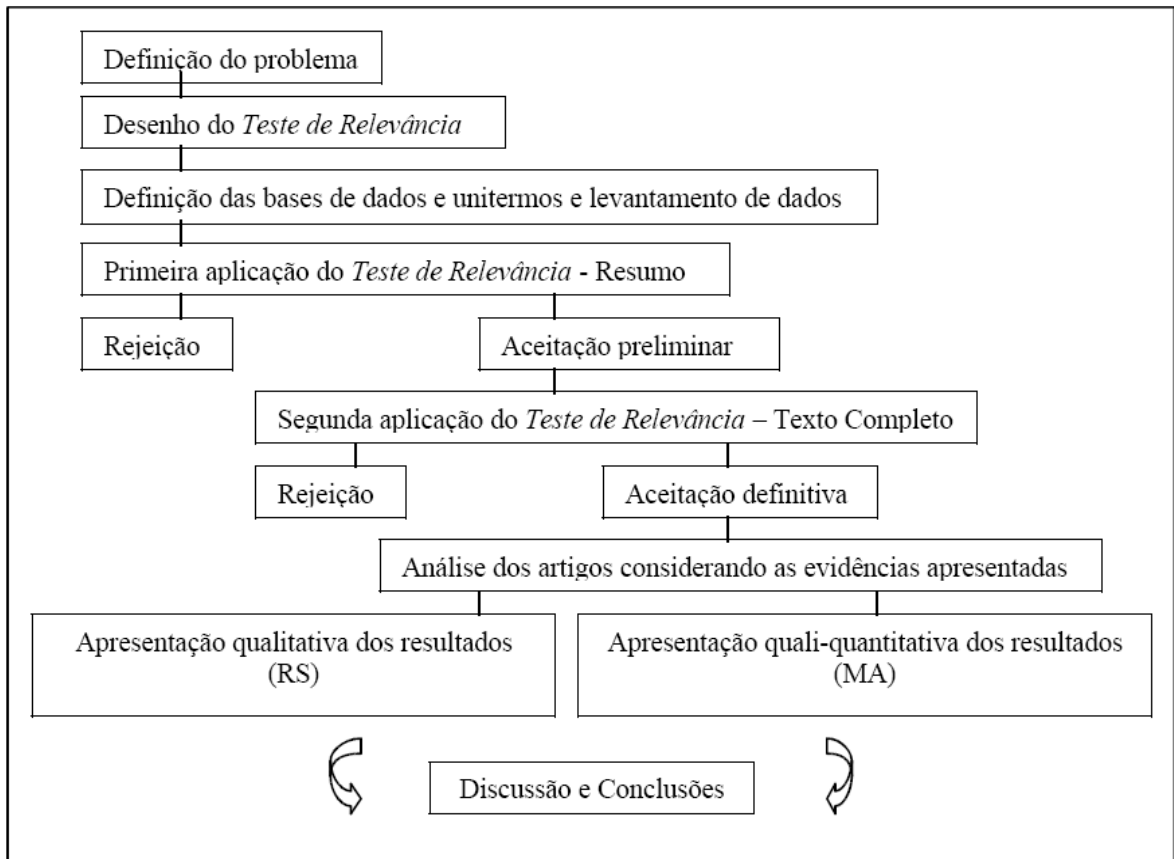 Definição do problema
Desenho do Teste de Relevância
Definição das bases de dados e unitermos e levantamento de dados
Primeira aplicação do Teste de Relevância - Resumo
Rejeição
Aceitação preliminar
Segunda aplicação do Teste de Relevância – Texto Completo
Rejeição
Aceitação definitiva
Análise dos artigos considerando as evidências apresentadas
Apresentação qualitativa dos resultados
(RS)
Apresentação quali-quantitativa dos resultados
(MA)
Discussão e Conclusões